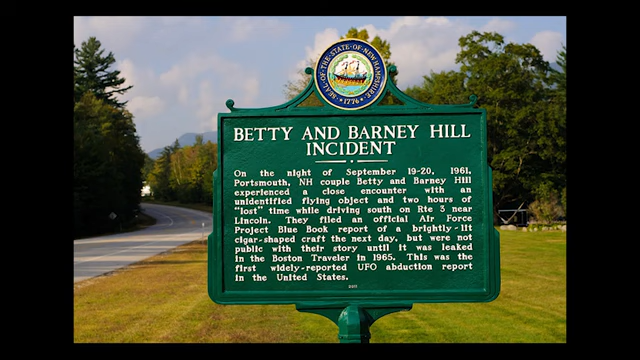 SEAL OF THE STATE OF NEW HAMPSHIRE
1776
BETTY AND BARNEY HILL
INCIDENT
On the night of September 19-20, 1961,
Portsmouth, NH couple Betty and Barney Hill
experienced a close encounter with an
unidentified flying object and two hours of
"lost" time while driving south on Rte 3 near
Lincoln. They filed an official Air Force
Project Blue Book report of a brightly-lit
cigar-shaped craft the next day, but were not
public with their story until it was leaked
in the Boston Traveler in 1965. This was the
first widely-reported UFO abduction report
in the United States.